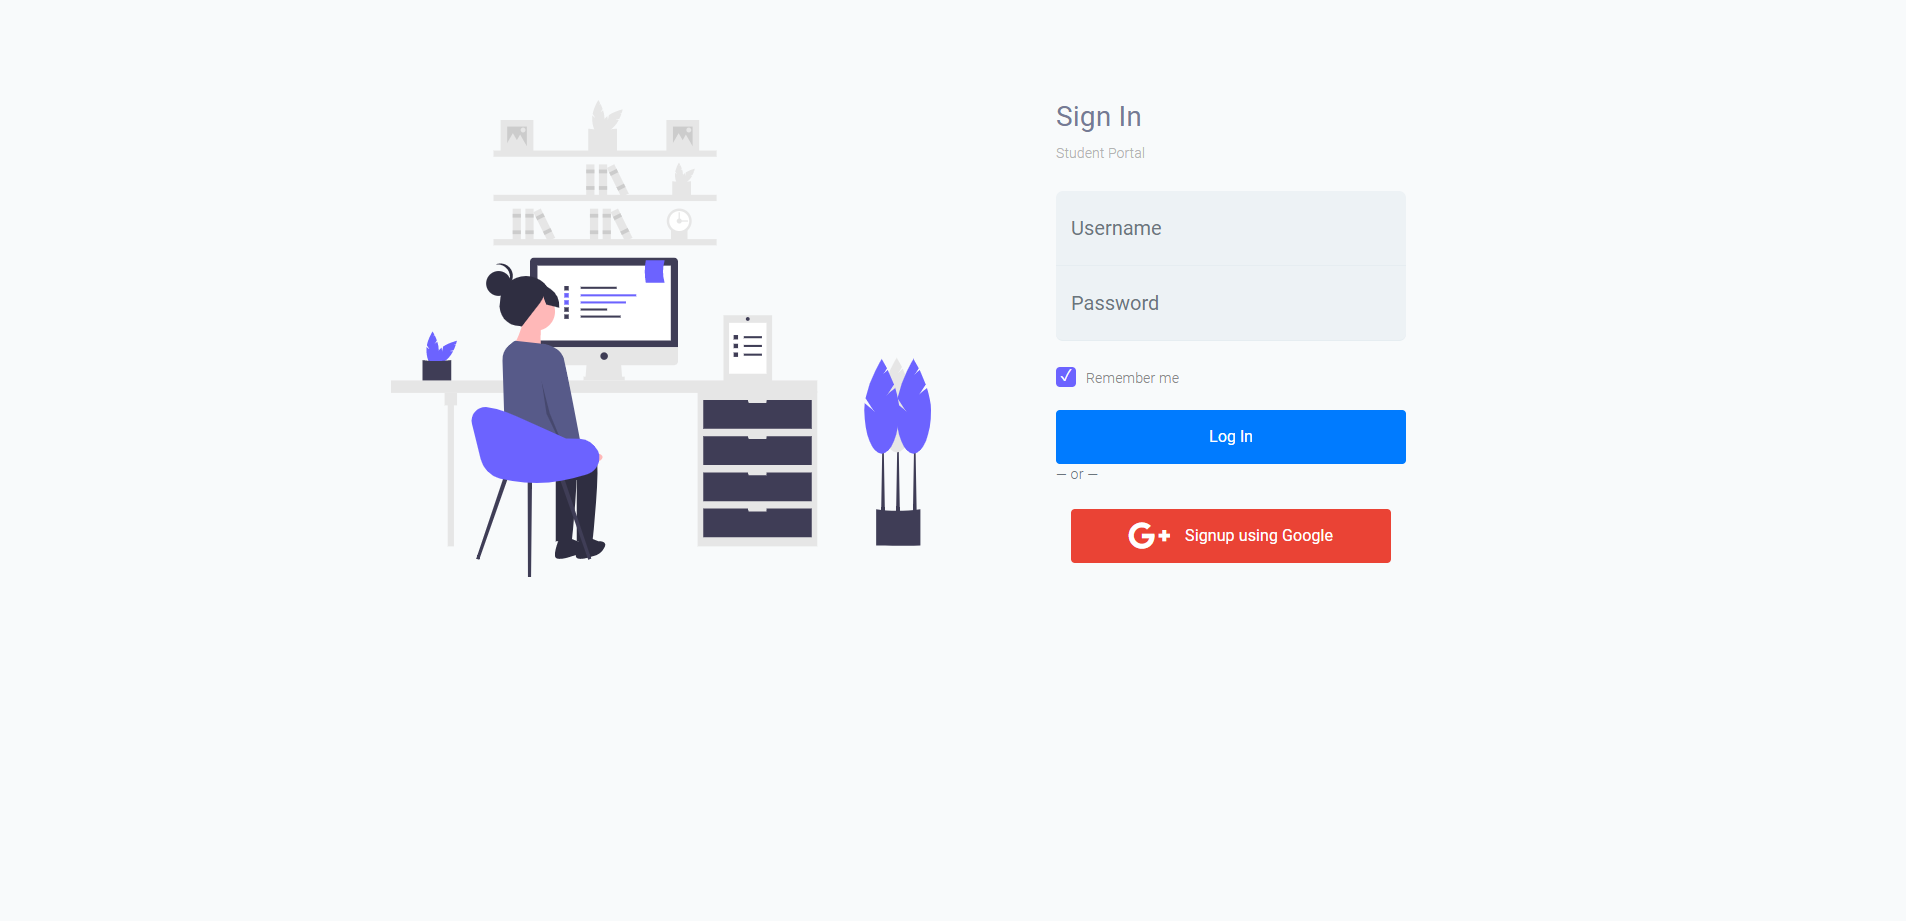 Sign In
Student Portal
Username
Password
Remember me
Log In
— or —
G+ Signup using Google